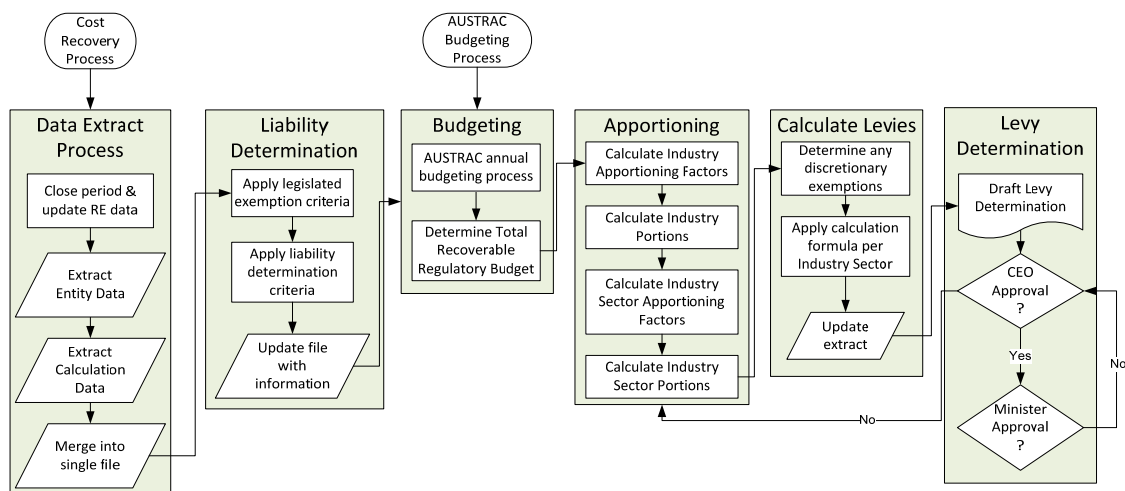 Cost
Recovery
Process
AUSTRAC
Budgeting
Process
Data Extract
Process
Close period &
update RE data
Extract
Entity Data
Extract
Calculation
Data
Merge into
single file
Liability
Determination
Apply legislated
exemption criteria
Apply liability
determination
criteria
Update file
with
information
Budgeting
AUSTRAC annual
budgeting process
Determine Total
Recoverable
Regulatory Budget
Apportioning
Calculate Industry
Apportioning Factors
Calculate Industry
Portions
Calculate Industry
Sector Apportioning
Factors
Calculate Industry
Sector Portions
Calculate Levies
Determine any
discretionary
exemptions
Apply calculation
formula per
Industry Sector
Update
extract
Levy
Determination
Draft Levy
Determination
CEO
Approval
?
Yes
Minister
Approval
?
No
No